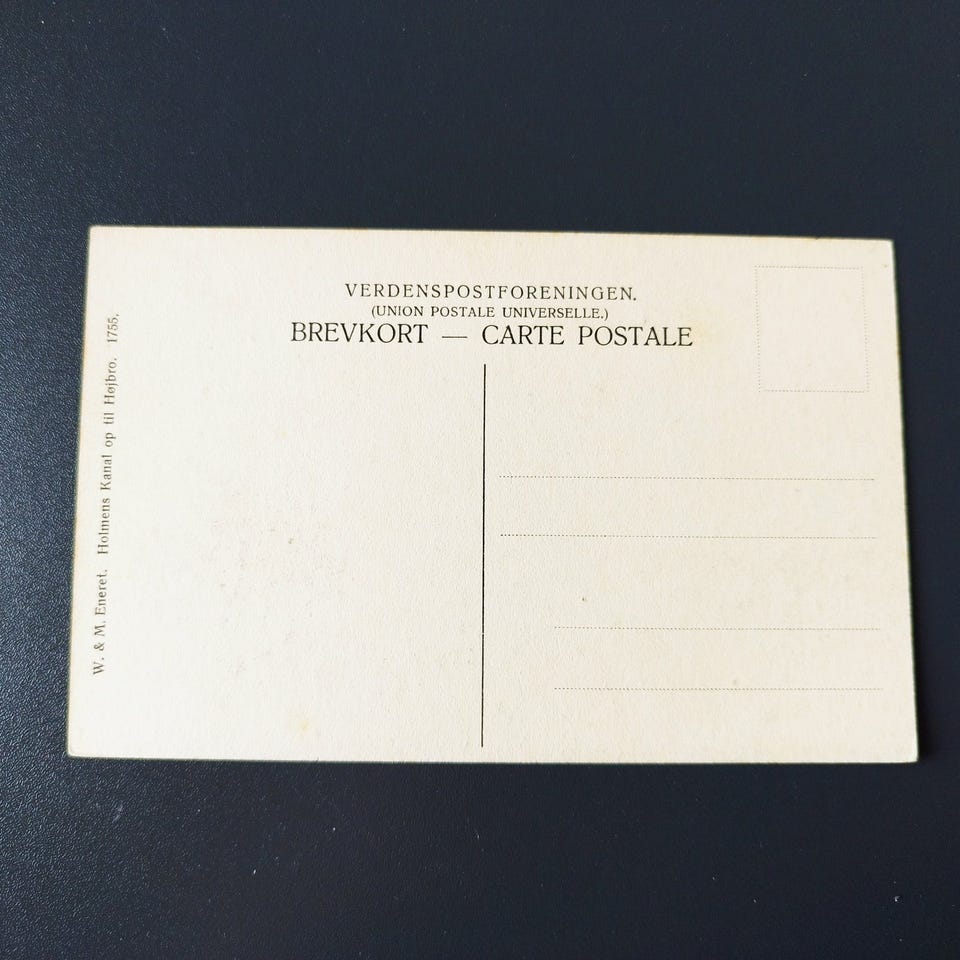 VERDENSPOSTFORENINGEN.
(UNION POSTALE UNIVERSELLE.)
BREVKORT — CARTE POSTALE
W. & M. Eneret. Holmens Kanal op til Højbro. 1755.